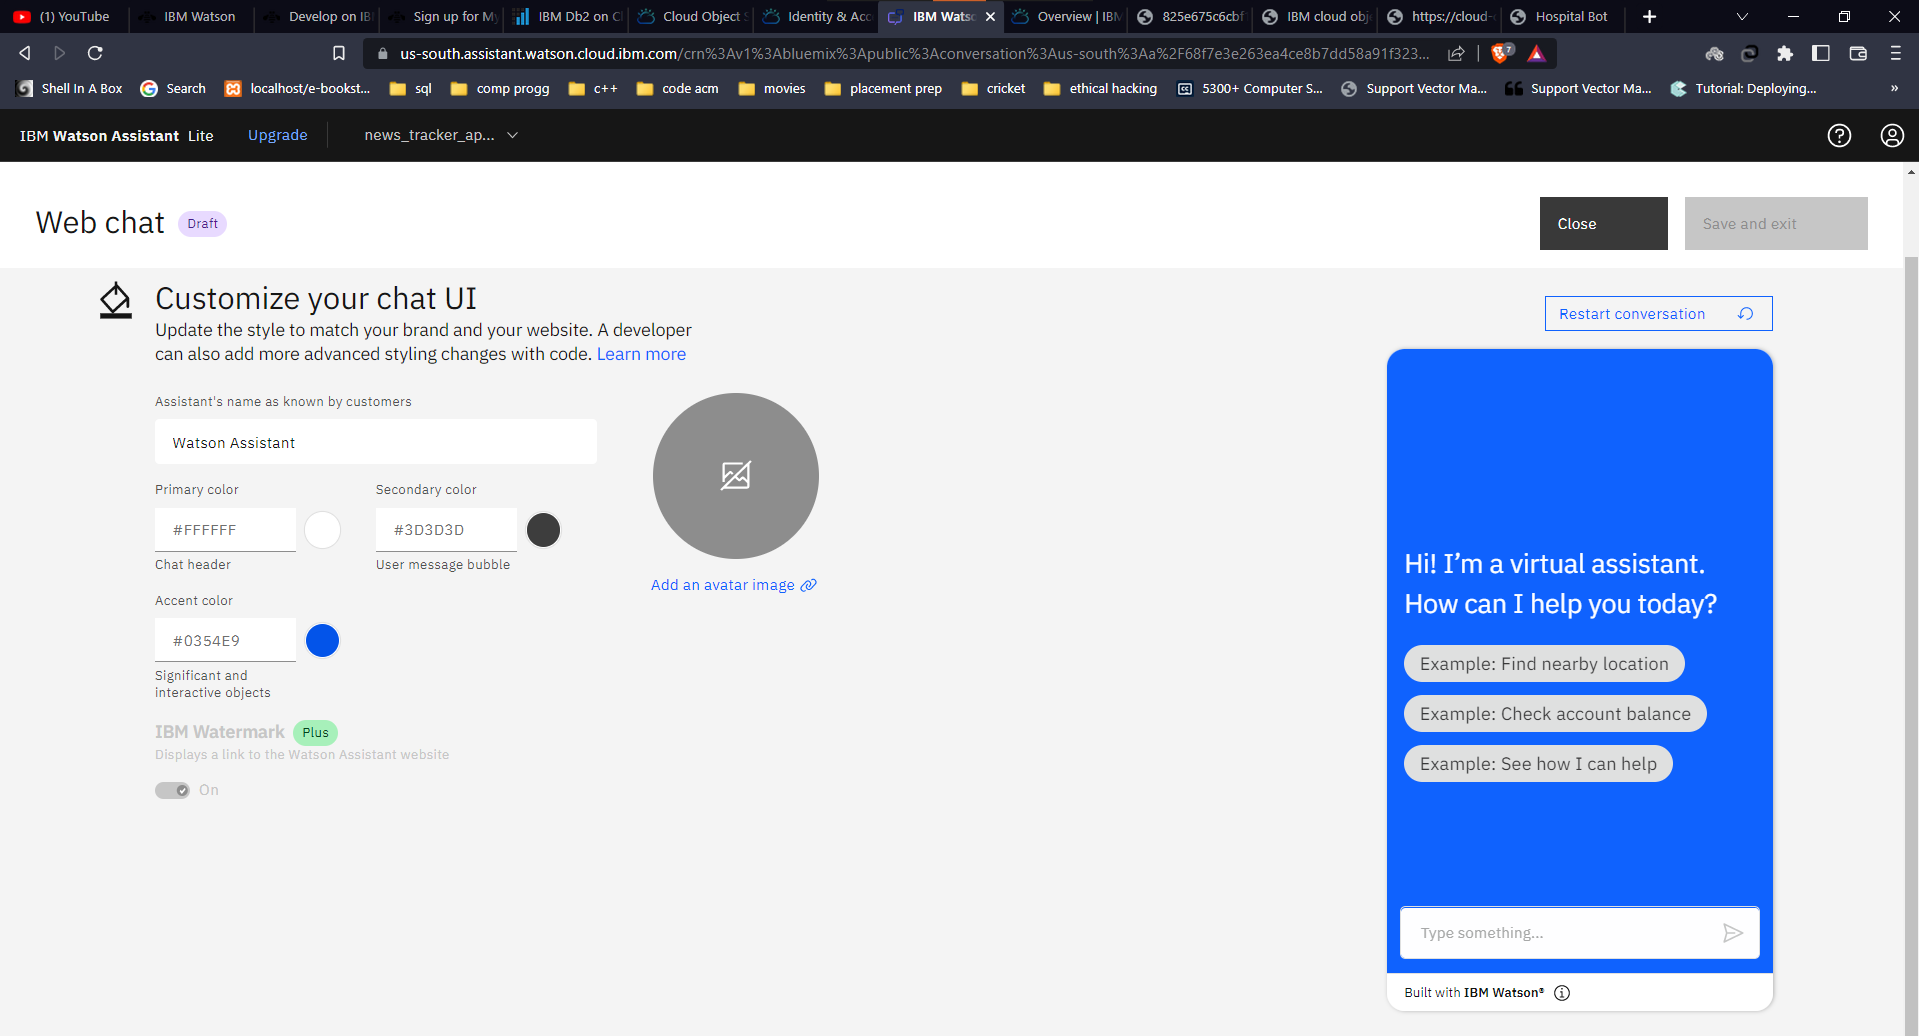 (1) YouTube
IBM Watson
Develop on IB
Sign up for My
IBM Db2 on Cl
Cloud Object S
Identity & Acc
IBM Wats
Overview | IBM
825e675c6cbf
IBM cloud obj
https://cloud-
Hospital Bot
us-south.assistant.watson.cloud.ibm.com/crn%3Av1%3Abluemix%3Apublic%3Aconversation%3Aus-south%3Aa%2F68f7e3e263ea4ce8b7dd58a91f323...
7
Shell In A Box
Search
localhost/e-bookst...
sql
comp progg
c++
code acm
movies
placement prep
cricket
ethical hacking
5300+ Computer S...
Support Vector Ma...
Support Vector Ma...
Tutorial: Deploying...
»
IBM Watson Assistant Lite
Upgrade
news_tracker_ap...
Web chat
Draft
Close
Save and exit
Customize your chat UI
Update the style to match your brand and your website. A developer
can also add more advanced styling changes with code. Learn more
Restart conversation
Assistant's name as known by customers
Watson Assistant
Primary color
Secondary color
#FFFFFF
#3D3D3D
Chat header
User message bubble
Add an avatar image
Accent color
#0354E9
Significant and
interactive objects
IBM Watermark
Plus
Displays a link to the Watson Assistant website
On
Hi! I’m a virtual assistant.
How can I help you today?
Example: Find nearby location
Example: Check account balance
Example: See how I can help
Type something...
Built with IBM Watson®